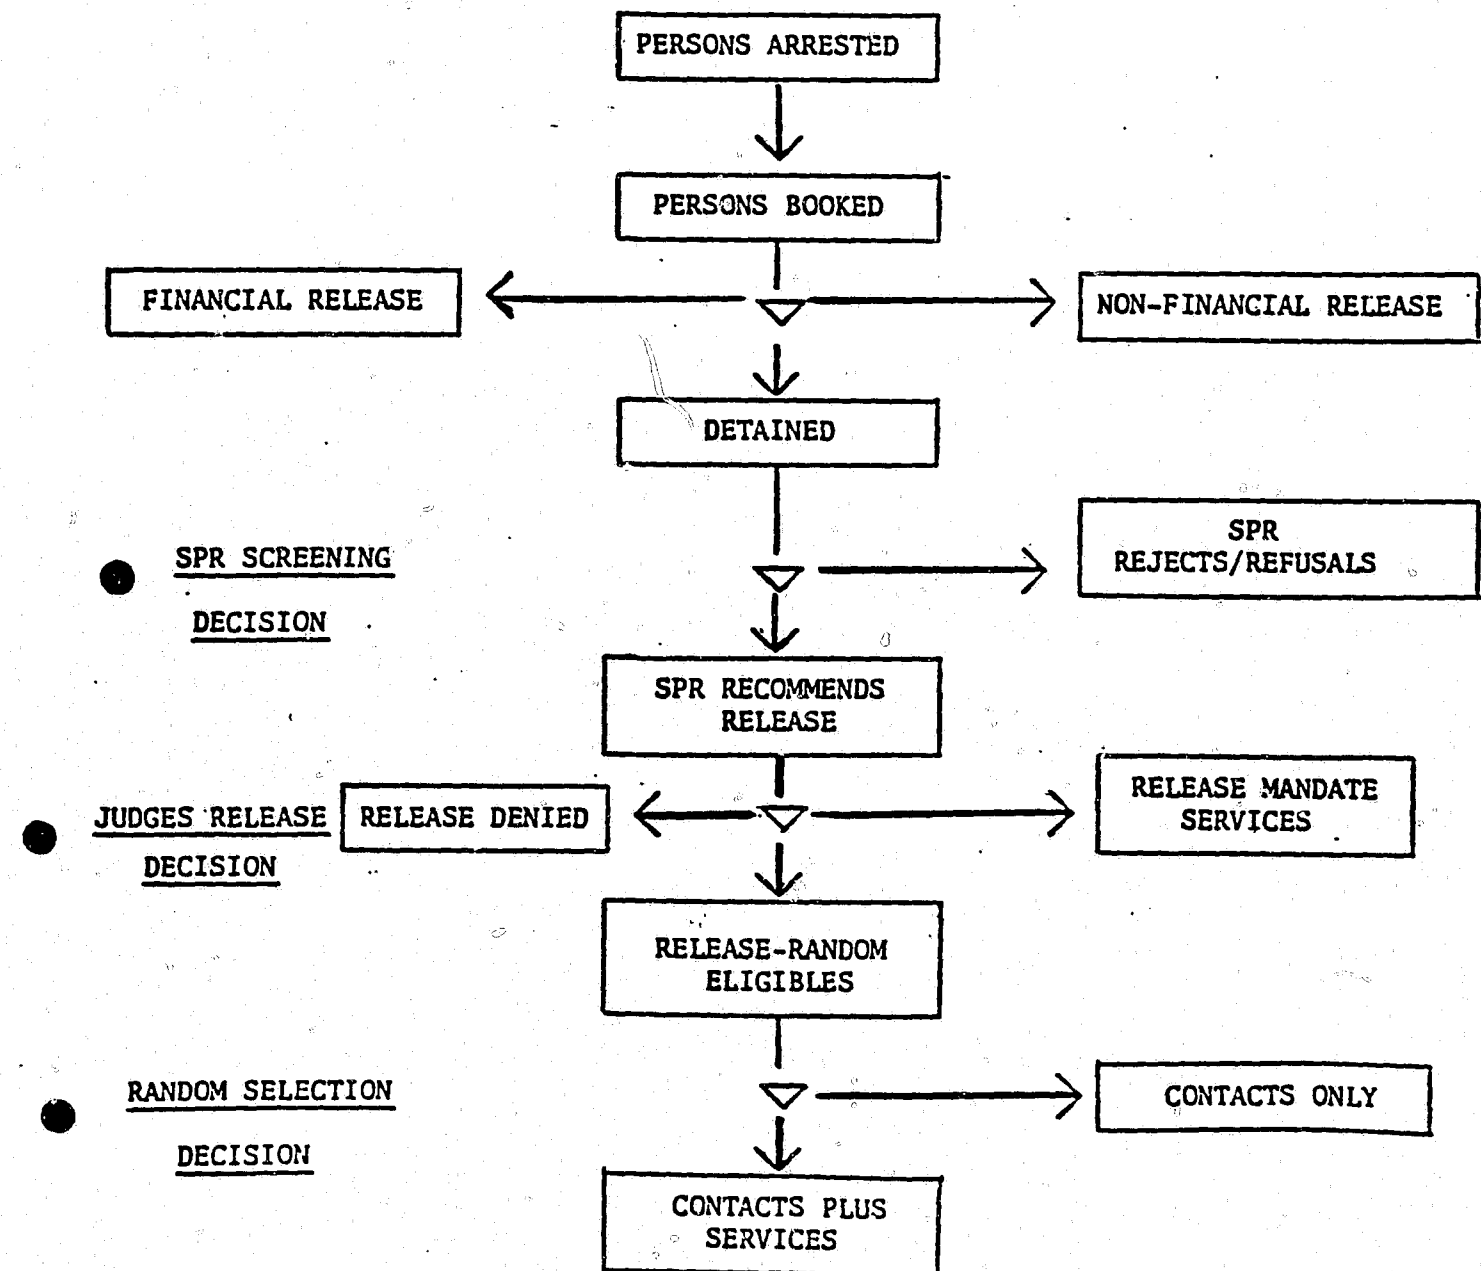 PERSONS ARRESTED
PERSONS BOOKED
FINANCIAL RELEASE
NON-FINANCIAL RELEASE
DETAINED
SPR SCREENING
DECISION
SPR
REJECTS/REFUSALS
SPR RECOMMENDS
RELEASE
JUDGES RELEASE
DECISION
RELEASE DENIED
RELEASE MANDATE
SERVICES
RELEASE-RANDOM
ELIGIBLES
RANDOM SELECTION
DECISION
CONTACTS ONLY
CONTACTS PLUS
SERVICES